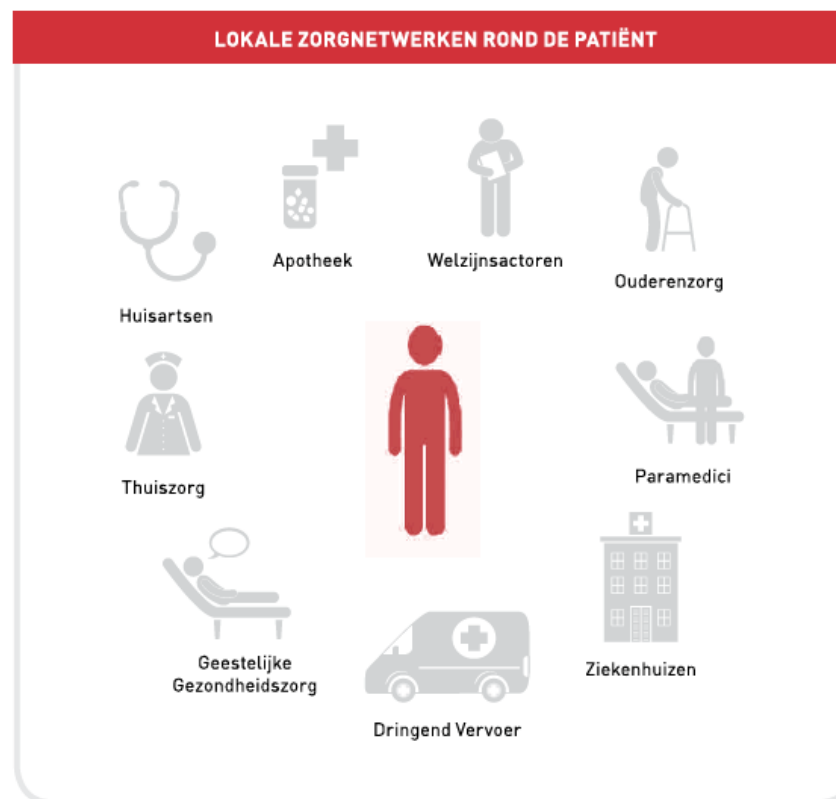 LOKALE ZORGNETWERKEN ROND DE PATIËNT
Apotheek
Welzijnsactoren
Ouderenzorg
Huisartsen
Paramedici
Thuiszorg
Geestelijke
Gezondheidszorg
Ziekenhuizen
Dringend Vervoer